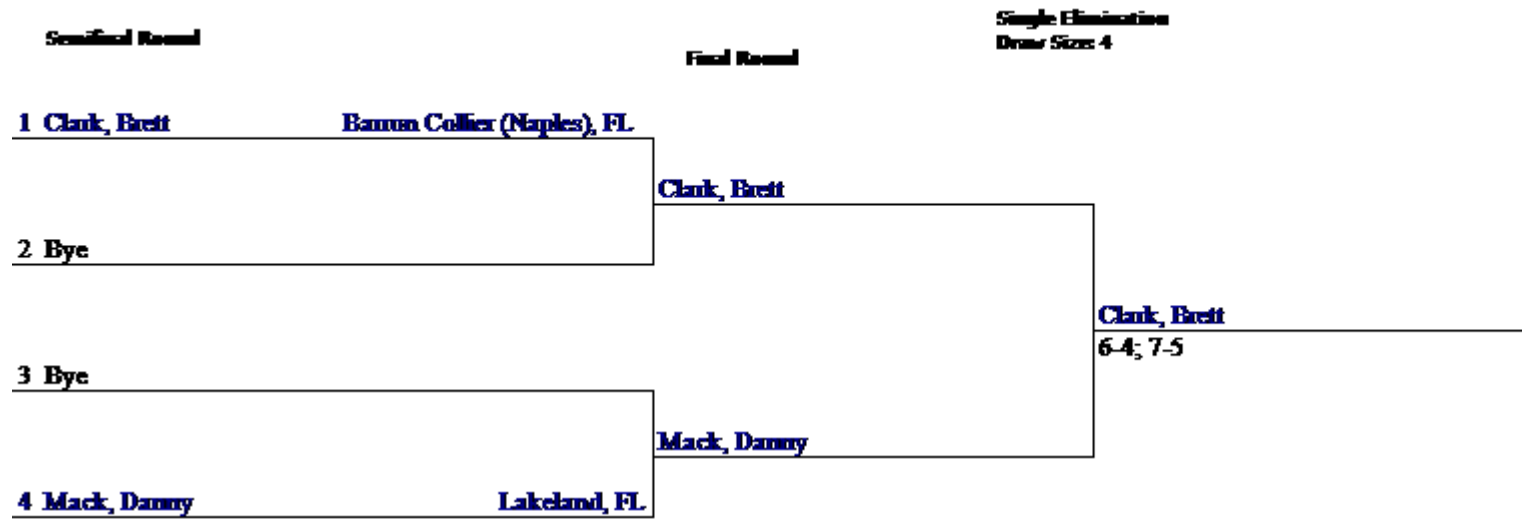 Single Elimination
Semifinal Round
Draw Size: 4
Final Round
1 Clark, Brett Barron Collier (Naples), FL
Clark, Brett
2 Bye
Clark, Brett
6-4; 7-5
3 Bye
Mack, Danny
4 Mack, Danny Lakeland, FL